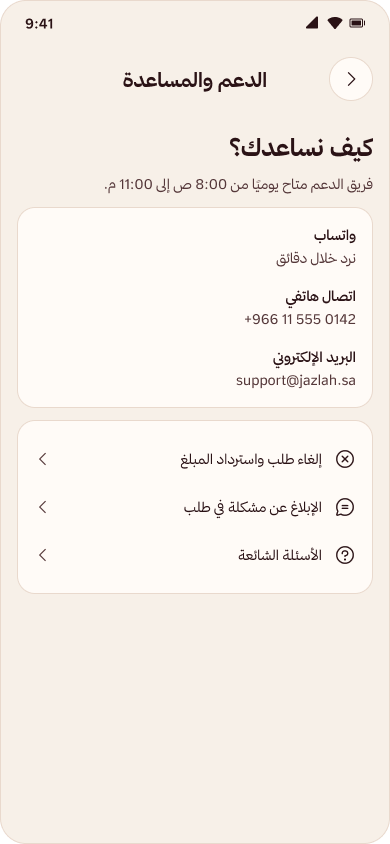 9:41
الدعم والمساعدة
كيف نساعدك؟
فريق الدعم متاح يوميًا من 8:00 ص إلى 11:00 م.
واتساب
نرد خلال دقائق
اتصال هاتفي
+966 11 555 0142
البريد الإلكتروني
support@jazlah.sa
إلغاء طلب واسترداد المبلغ
الإبلاغ عن مشكلة في طلب
الأسئلة الشائعة